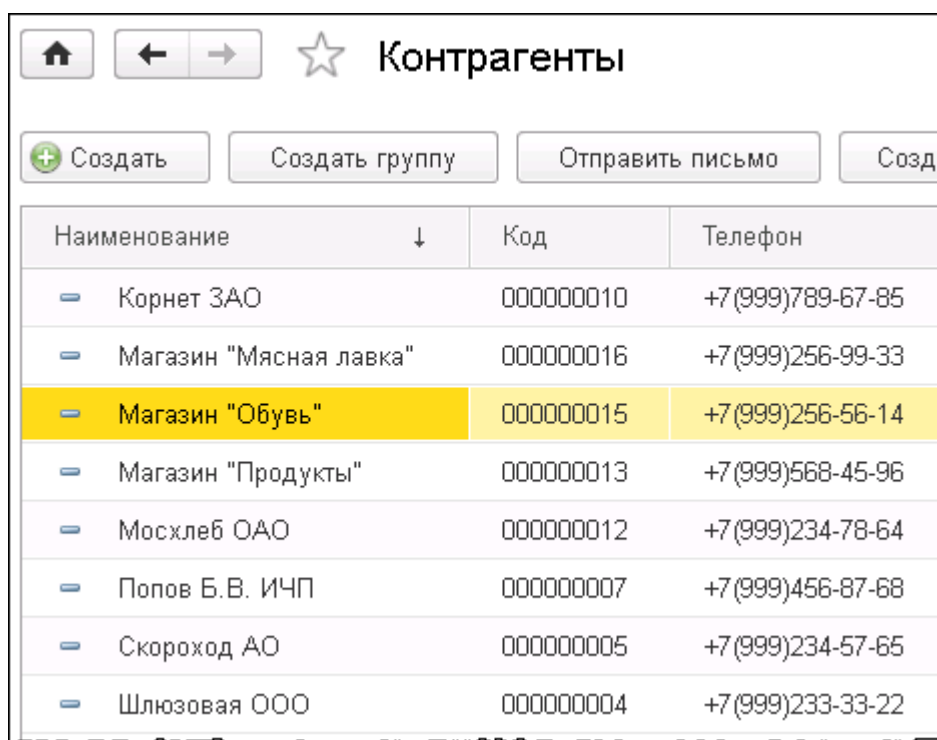 Контрагенты
Создать Создать группу Отправить письмо Созд
Наименование ↓ Код Телефон
Корнет ЗАО 000000010 +7(999)789-67-85
Магазин "Мясная лавка" 000000016 +7(999)256-99-33
Магазин "Обувь" 000000015 +7(999)256-56-14
Магазин "Продукты" 000000013 +7(999)568-45-96
Мосхлеб ОАО 000000012 +7(999)234-78-64
Попов Б.В. ИЧП 000000007 +7(999)456-87-68
Скороход АО 000000005 +7(999)234-57-65
Шлюзовая ООО 000000004 +7(999)233-33-22